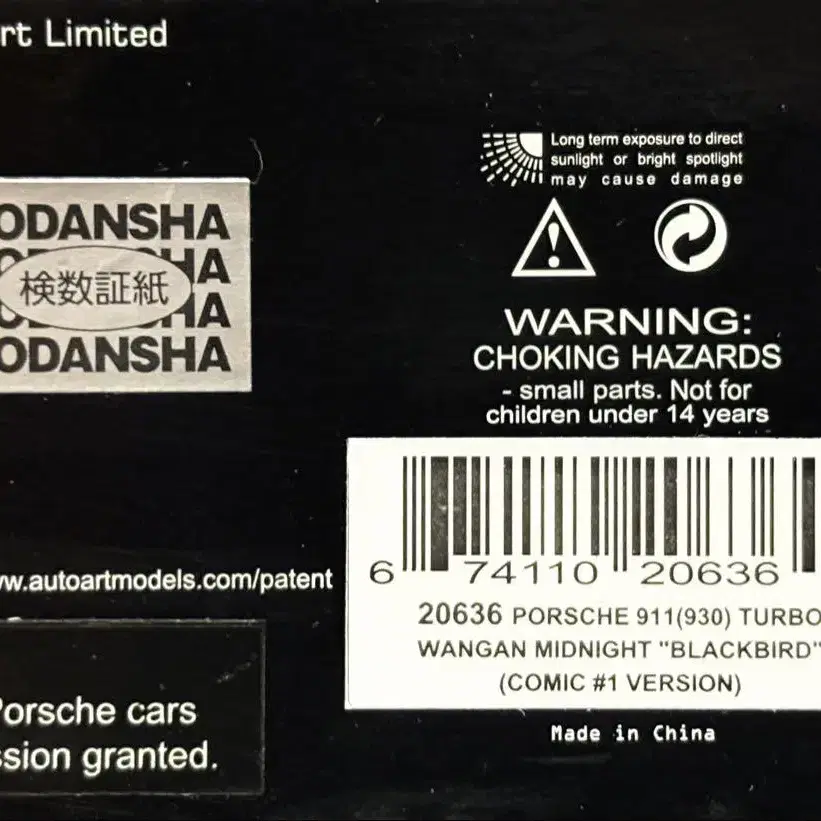 rt Limited
Long term exposure to direct
sunlight or bright spotlight
may cause damage
ODANSHA
HA
検数証紙
HA
ODANSHA
WARNING:
CHOKING HAZARDS
- small parts. Not for
children under 14 years
ww.autoartmodels.com/patent
6 74110 20636
20636 PORSCHE 911(930) TURBO
WANGAN MIDNIGHT "BLACKBIRD"
(COMIC #1 VERSION)
Porsche cars
ssion granted.
Made in China